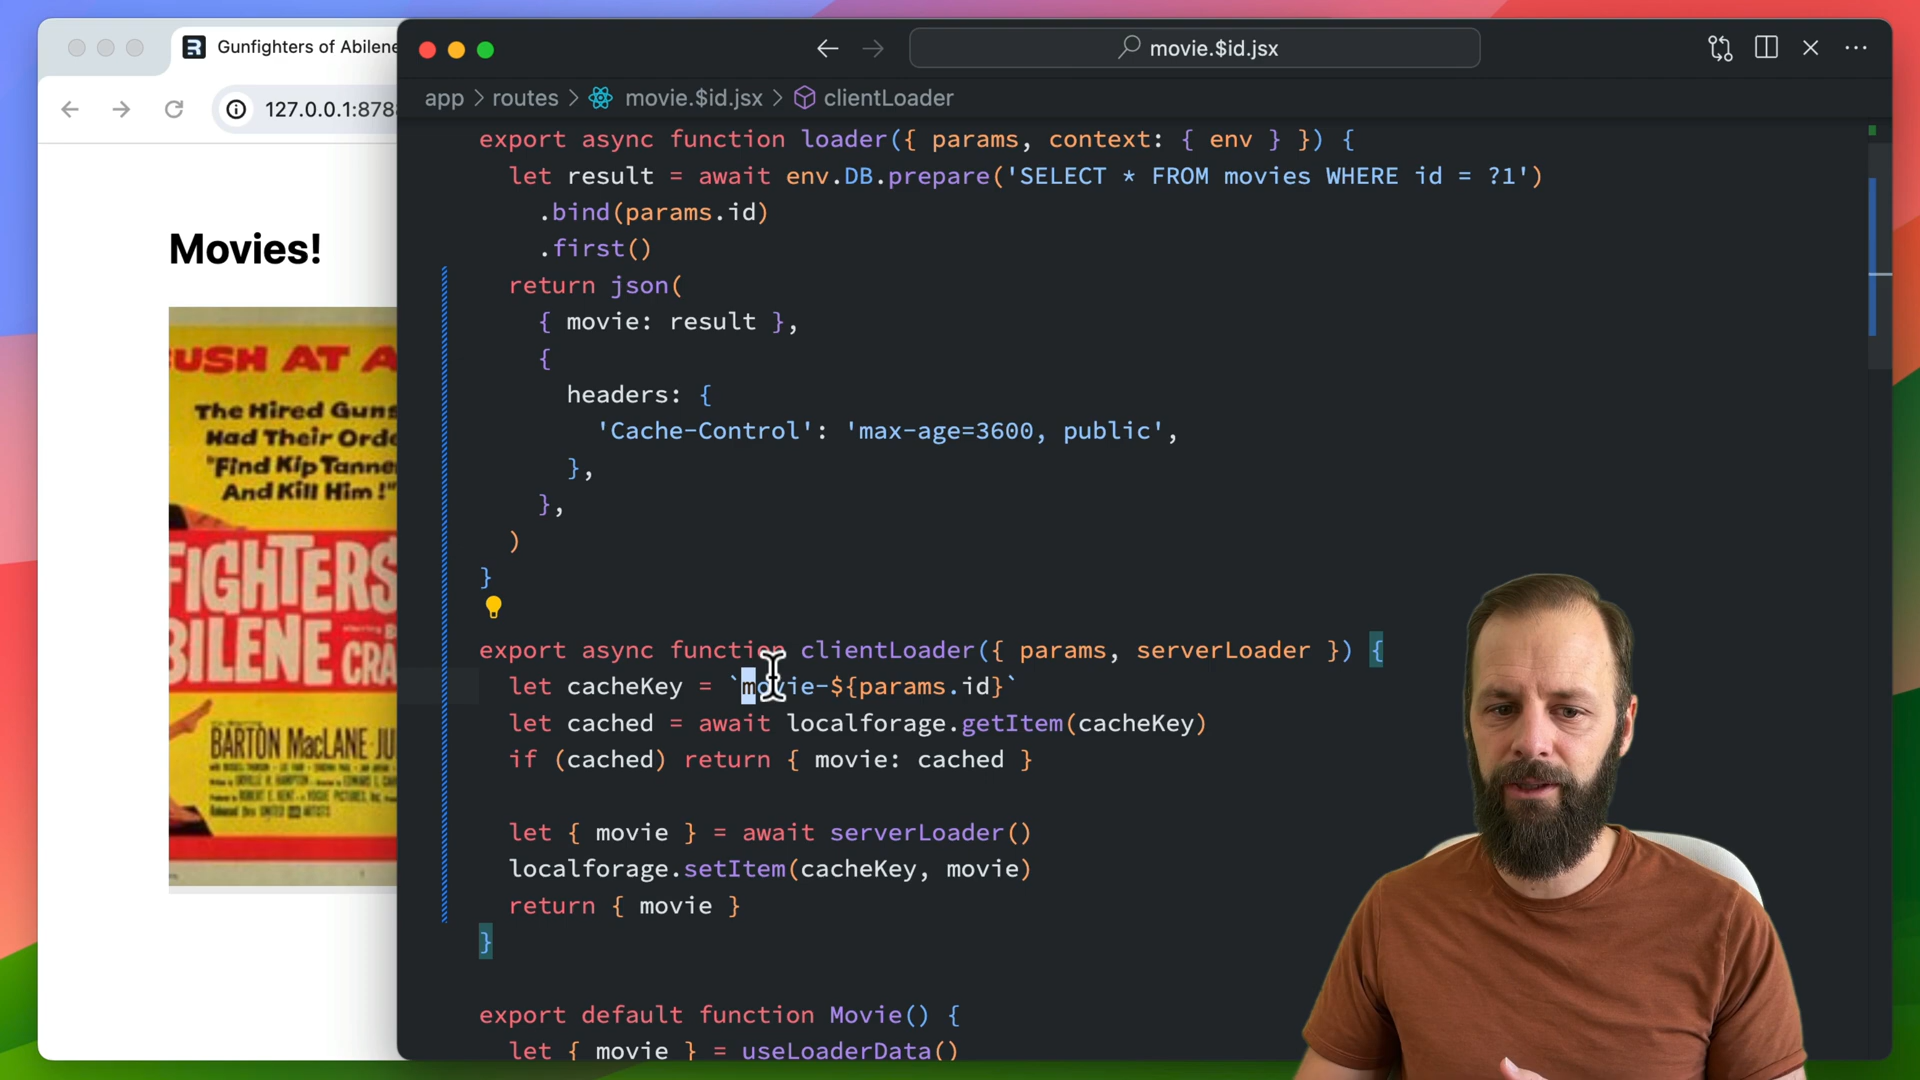 Gunfighters of Abilene
127.0.0.1:878
Movies!
USH AT A
The Hired Guns
Had Their Orde
"Find Kip Tanne
And Kill Him!"
FIGHTERS
BILENE
CRA
BARTON MacLANE JU
movie.$id.jsx
app > routes > movie.$id.jsx > clientLoader
export async function loader({ params, context: { env } }) {
let result = await env.DB.prepare('SELECT * FROM movies WHERE id = ?1')
.bind(params.id)
.first()
return json(
{ movie: result },
{
headers: {
'Cache-Control': 'max-age=3600, public',
},
},
)
}
export async function clientLoader({ params, serverLoader }) {
let cacheKey = `movie-${params.id}`
let cached = await localforage.getItem(cacheKey)
if (cached) return { movie: cached }
let { movie } = await serverLoader()
localforage.setItem(cacheKey, movie)
return { movie }
}
export default function Movie() {
let { movie } = useLoaderData()